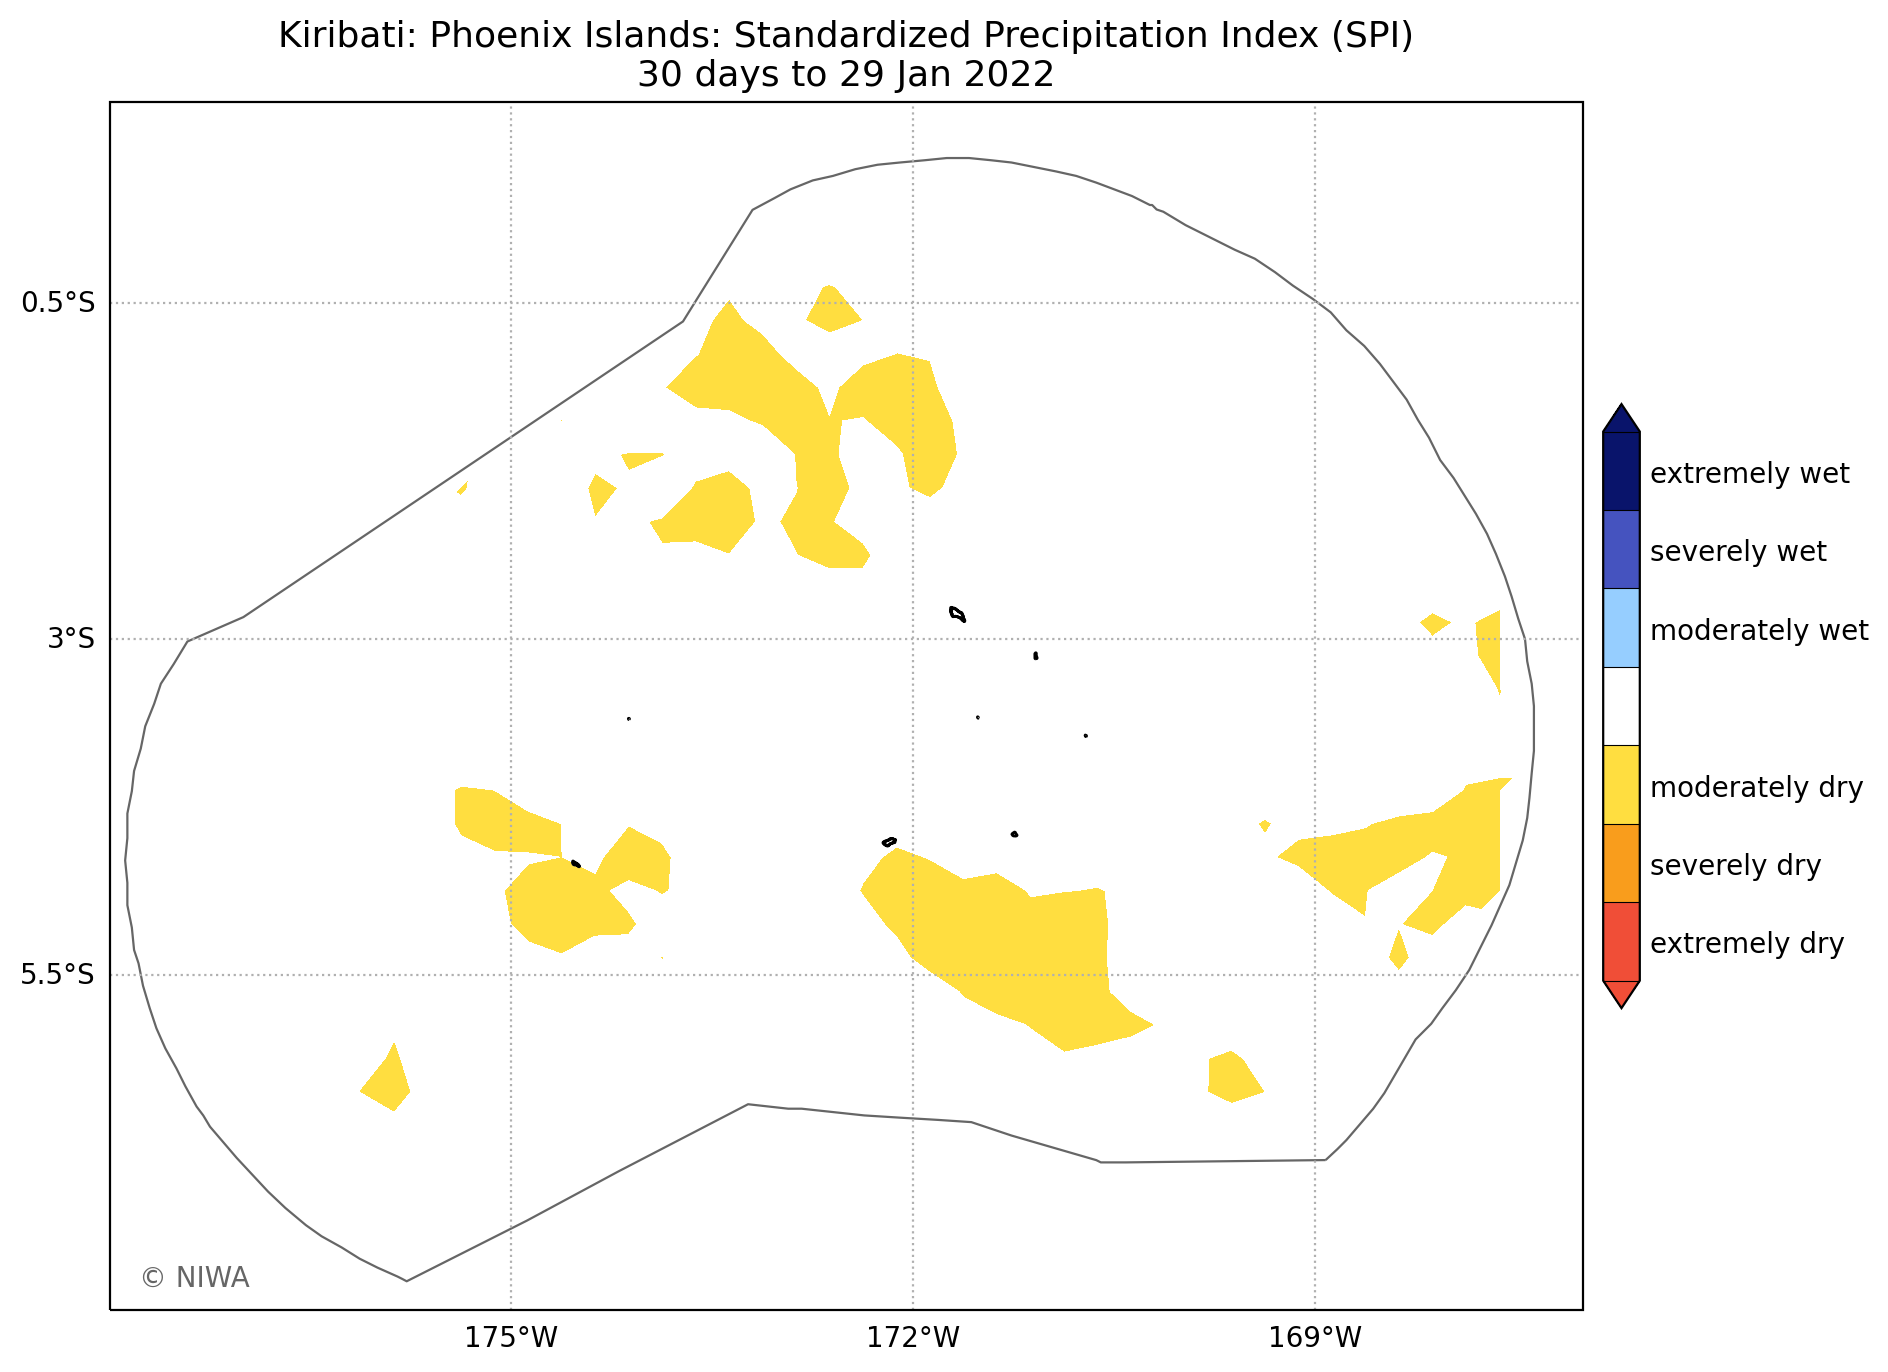 Kiribati: Phoenix Islands: Standardized Precipitation Index (SPI)
30 days to 29 Jan 2022
0.5°S
3°S
5.5°S
175°W
172°W
169°W
extremely wet
severely wet
moderately wet
moderately dry
severely dry
extremely dry
© NIWA